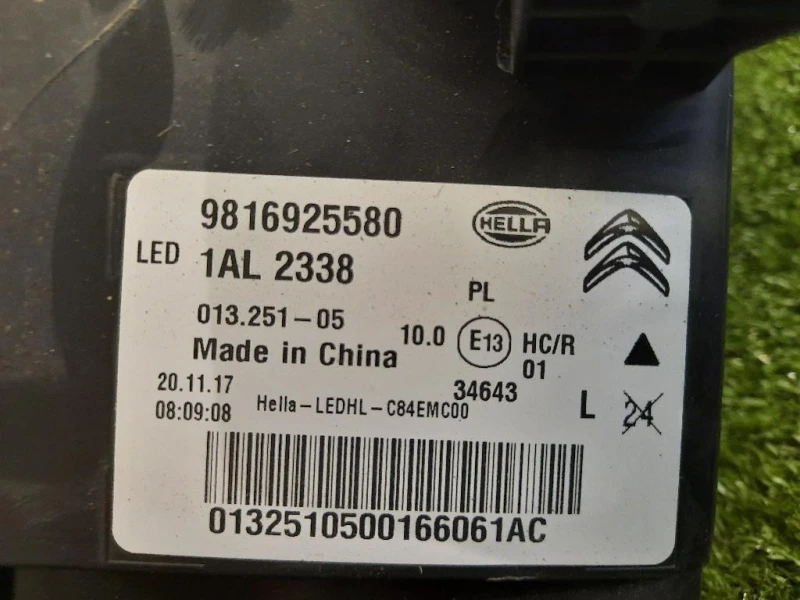 9816925580
HELLA
LED 1AL 2338
PL
013.251-05
10.0 E13 HC/R
01
Made in China
34643
20.11.17
08:09:08 Hella-LEDHL-C84EMC00
L 24
0132510500166061AC